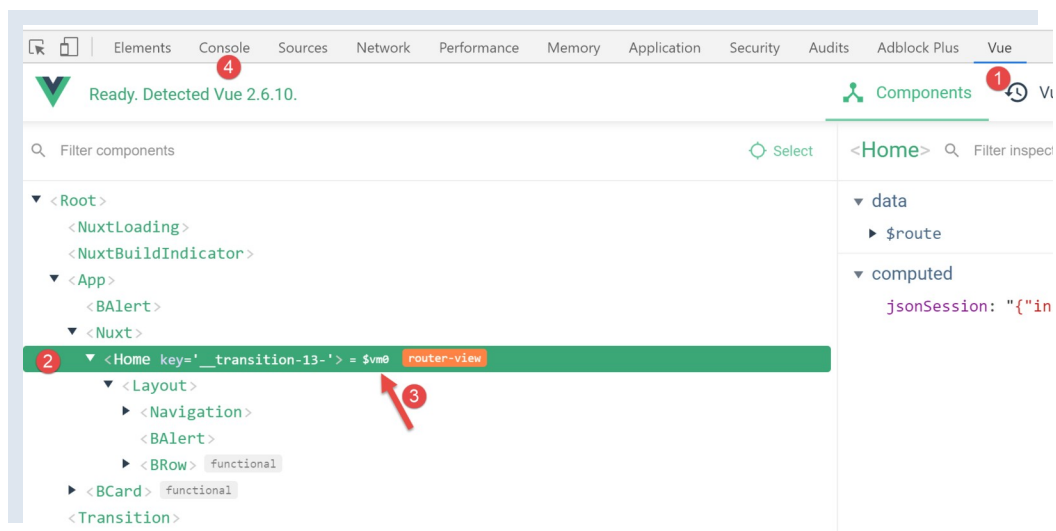 Elements Console Sources Network Performance Memory Application Security Audits Adblock Plus Vue
4
1
Ready. Detected Vue 2.6.10.
Components
Filter components
Select
<Home>
Filter inspect
<Root>
<NuxtLoading>
<NuxtBuildIndicator>
<App>
<BAlert>
<Nuxt>
2
<Home key='__transition-13-'> = $vm0 router-view
3
<Layout>
<Navigation>
<BAlert>
<BRow> functional
<BCard> functional
<Transition>
data
$route
computed
jsonSession: "{"in